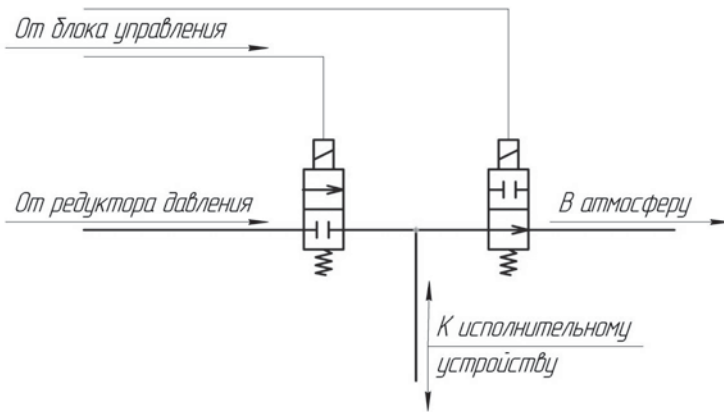 От блока управления
От редуктора давления
В атмосферу
К исполнительному
устройству